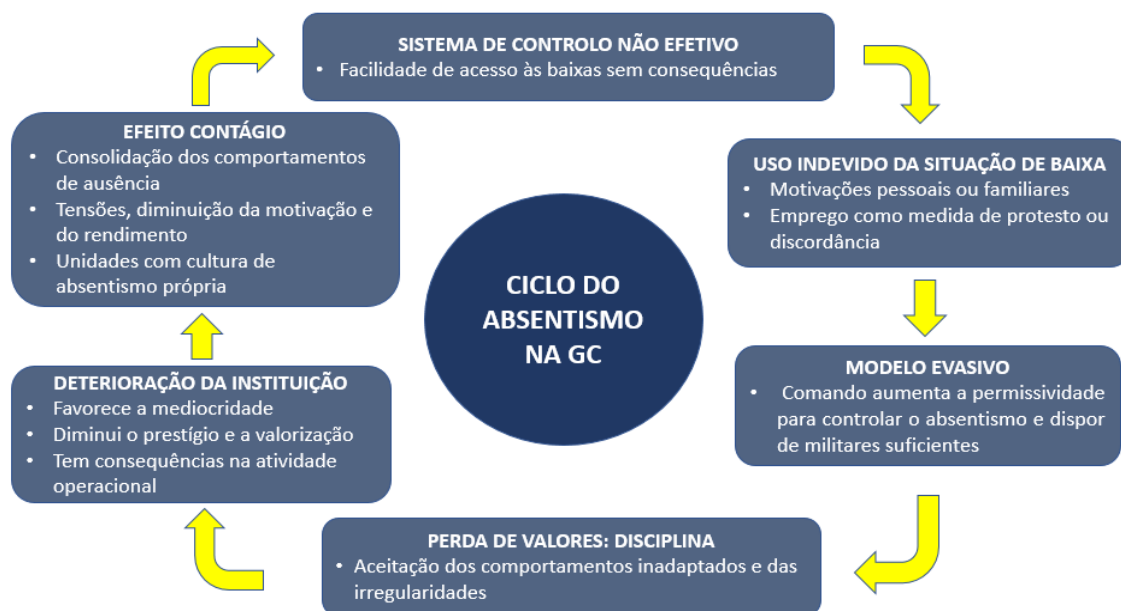 SISTEMA DE CONTROLO NÃO EFETIVO
• Facilidade de acesso às baixas sem consequências
USO INDEVIDO DA SITUAÇÃO DE BAIXA
• Motivações pessoais ou familiares
• Emprego como medida de protesto ou
discordância
MODELO EVASIVO
• Comando aumenta a permissividade
para controlar o absentismo e dispor
de militares suficientes
PERDA DE VALORES: DISCIPLINA
• Aceitação dos comportamentos inadaptados e das
irregularidades
DETERIORAÇÃO DA INSTITUIÇÃO
• Favorece a mediocridade
• Diminui o prestígio e a valorização
• Tem consequências na atividade
operacional
EFEITO CONTÁGIO
• Consolidação dos comportamentos
de ausência
• Tensões, diminuição da motivação e
do rendimento
• Unidades com cultura de
absentismo própria
CICLO DO
ABSENTISMO
NA GC